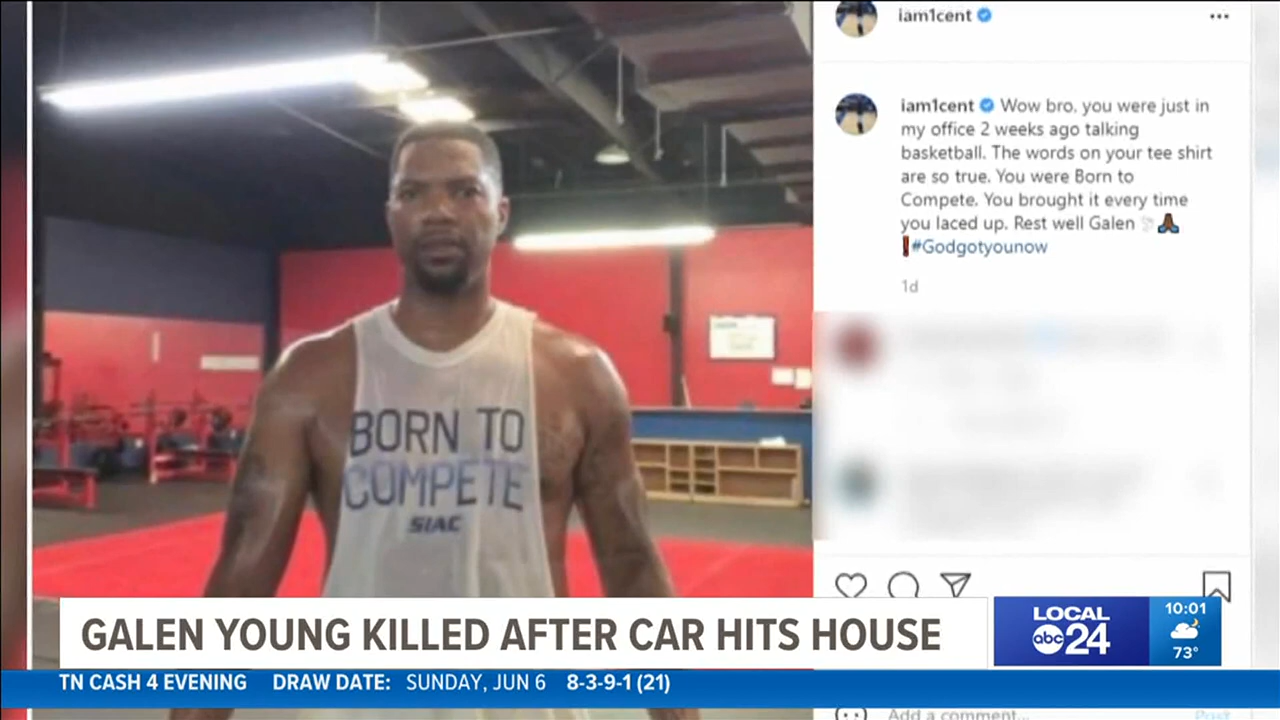 iam1cent
iam1cent Wow bro, you were just in
my office 2 weeks ago talking
basketball. The words on your tee shirt
are so true. You were Born to
Compete. You brought it every time
you laced up. Rest well Galen 🕊🙏🏾
❗#Godgotyounow
1d
BORN TO
COMPETE
SIAC
GALEN YOUNG KILLED AFTER CAR HITS HOUSE
LOCAL
abc24
10:01
73°
TN CASH 4 EVENING DRAW DATE: SUNDAY, JUN 6 8-3-9-1 (21)
Add a comment...
Post